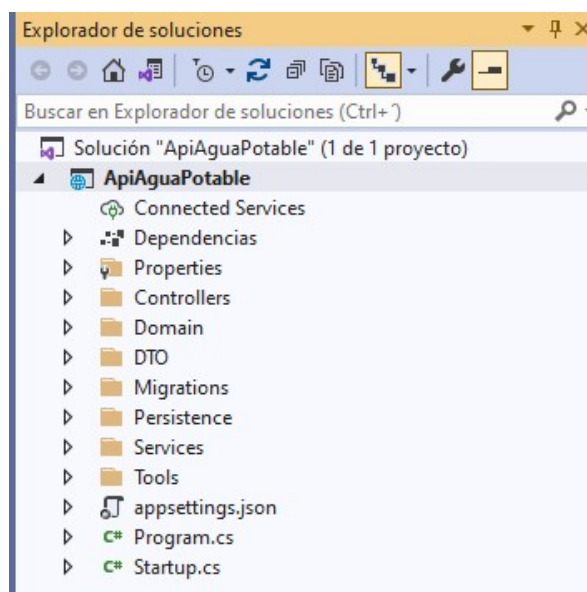 Explorador de soluciones
Buscar en Explorador de soluciones (Ctrl+´)
Solución "ApiAguaPotable" (1 de 1 proyecto)
ApiAguaPotable
Connected Services
Dependencias
Properties
Controllers
Domain
DTO
Migrations
Persistence
Services
Tools
appsettings.json
C# Program.cs
C# Startup.cs